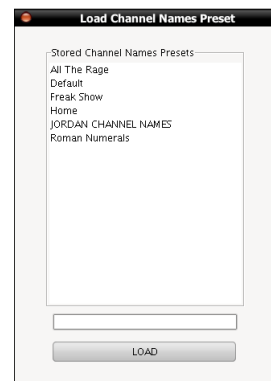 Load Channel Names Preset
Stored Channel Names Presets
All The Rage
Default
Freak Show
Home
JORDAN CHANNEL NAMES
Roman Numerals
LOAD